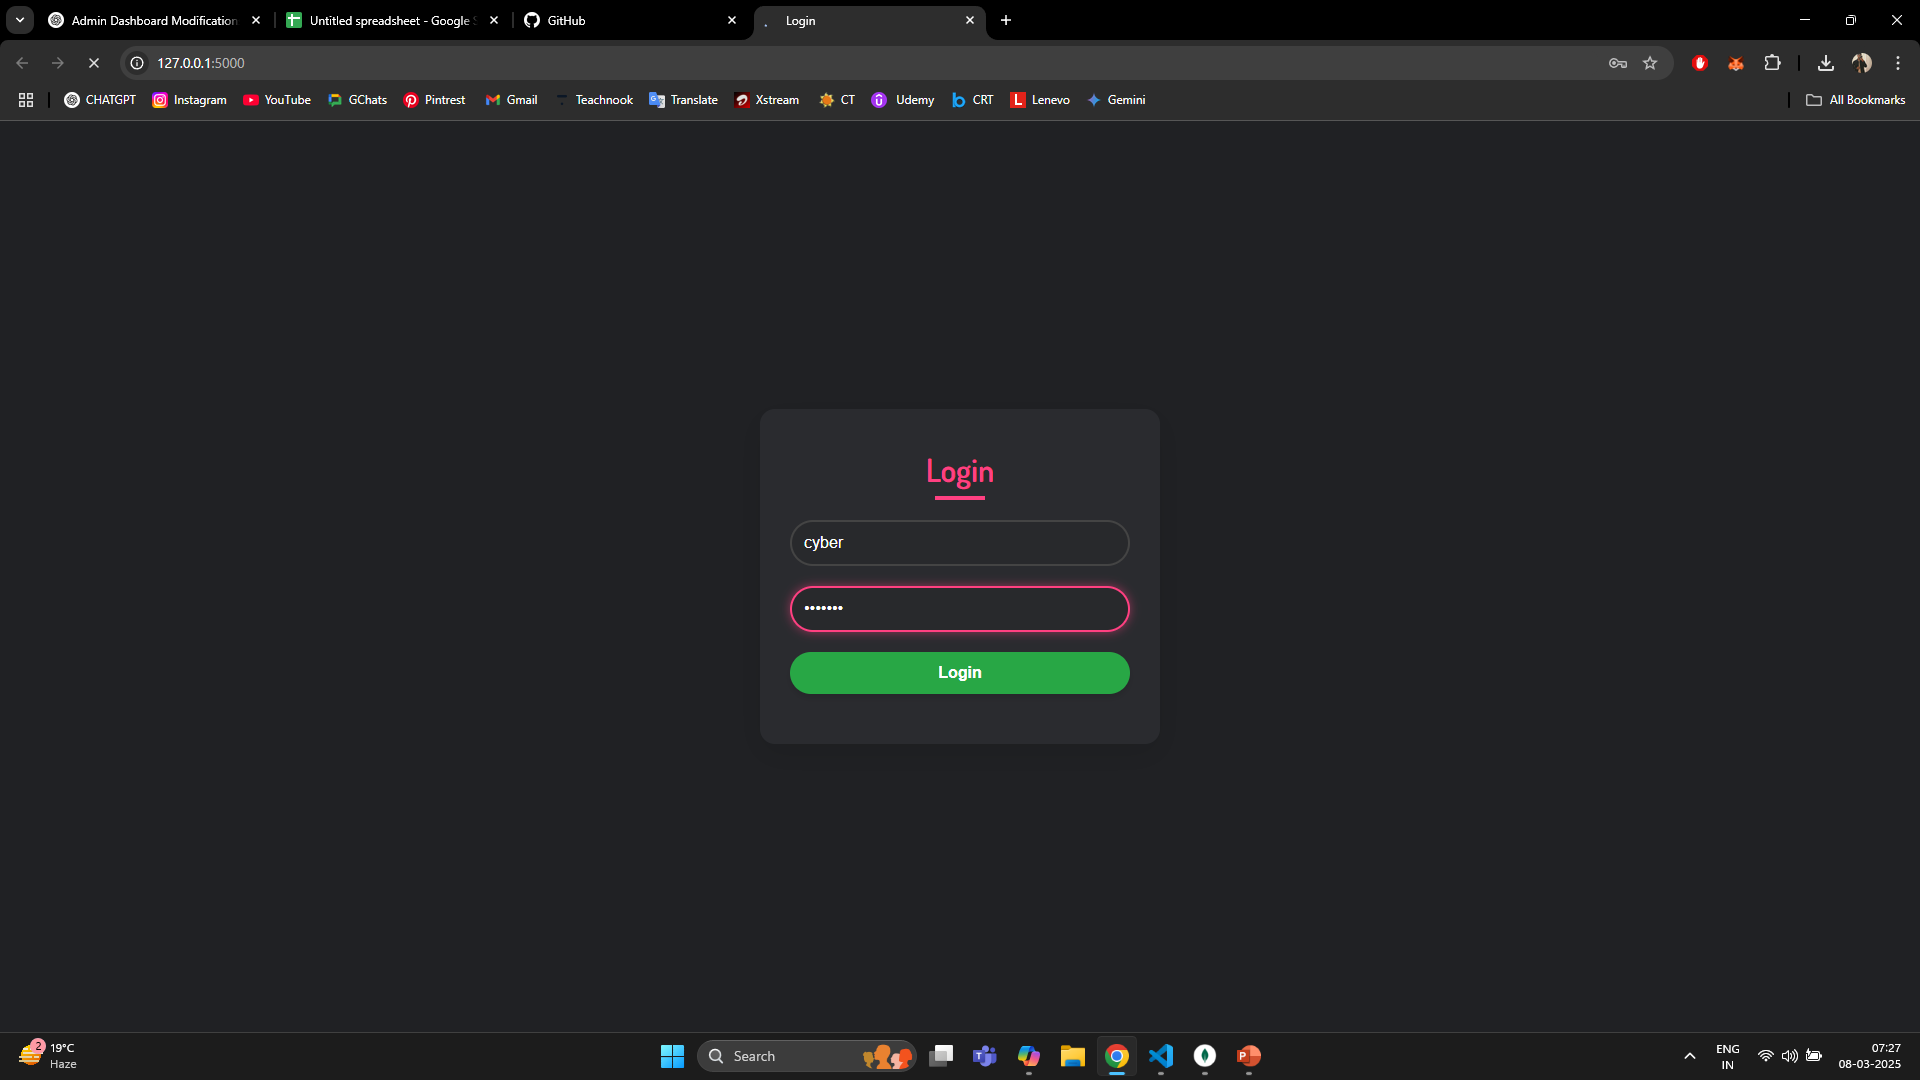 Admin Dashboard Modification
Untitled spreadsheet - Google S
GitHub
Login
127.0.0.1:5000
CHATGPT
Instagram
YouTube
GChats
Pintrest
Gmail
Teachnook
Translate
Xstream
CT
Udemy
CRT
Lenevo
Gemini
All Bookmarks
Login
cyber
•••••••
Login
2
19°C
Haze
Search
ENG
IN
07:27
08-03-2025